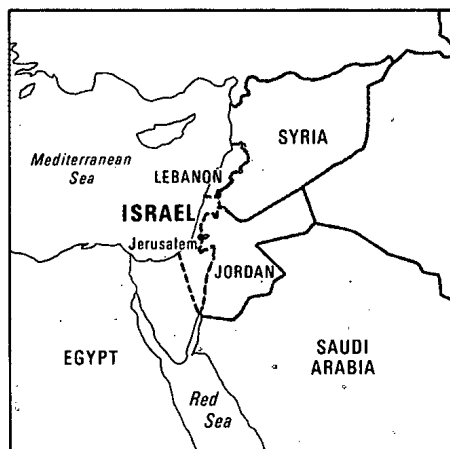 SYRIA
Mediterranean
Sea
LEBANON
ISRAEL
Jerusalem
JORDAN
EGYPT
SAUDI
ARABIA
Red
Sea